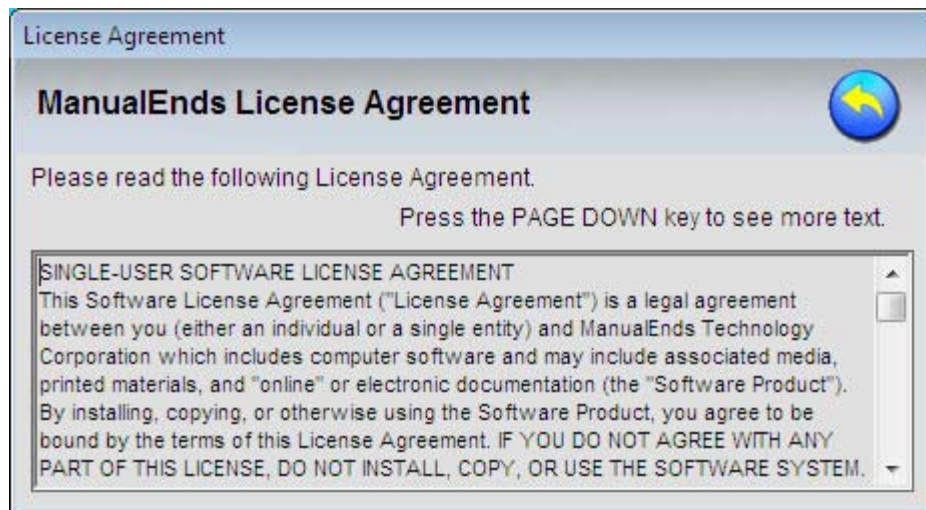 License Agreement
ManualEnds License Agreement
Please read the following License Agreement.
Press the PAGE DOWN key to see more text.
SINGLE-USER SOFTWARE LICENSE AGREEMENT
This Software License Agreement ("License Agreement") is a legal agreement
between you (either an individual or a single entity) and ManualEnds Technology
Corporation which includes computer software and may include associated media,
printed materials, and "online" or electronic documentation (the "Software Product").
By installing, copying, or otherwise using the Software Product, you agree to be
bound by the terms of this License Agreement. IF YOU DO NOT AGREE WITH ANY
PART OF THIS LICENSE, DO NOT INSTALL, COPY, OR USE THE SOFTWARE SYSTEM.